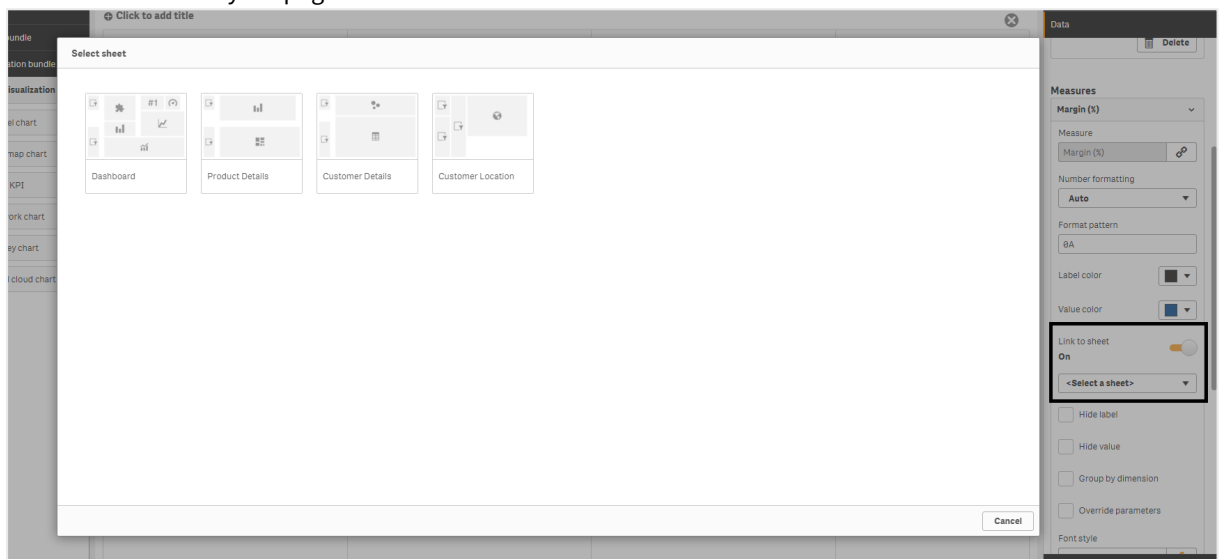 Click to add title
Data
Delete
undle
ation bundle
Select sheet
isualization
Measures
Margin (%)
#1
el chart
Measure
Margin (%)
map chart
Number formatting
Dashboard
Product Details
Customer Details
Customer Location
KPI
Auto
ork chart
Format pattern
0A
ey chart
Label color
l cloud chart
Value color
Link to sheet
On
<Select a sheet>
Hide label
Hide value
Group by dimension
Override parameters
Cancel
Font style